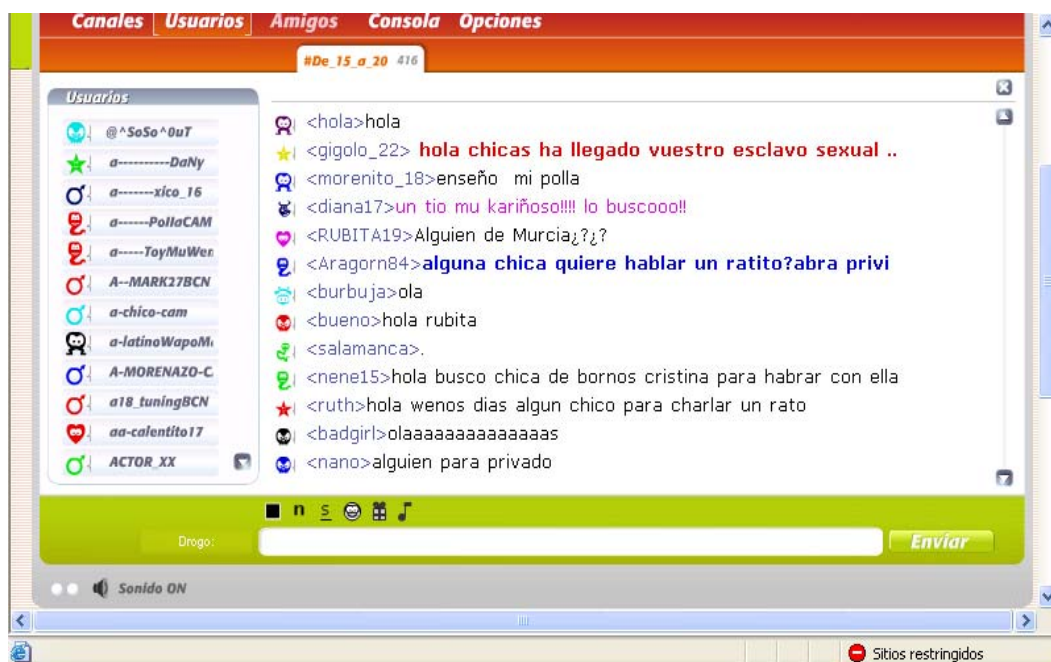 Canales Usuarios Amigos Consola Opciones
#De_15_a_20 416
Usuarios
@^SoSo^0uT
a----------DaNy
a-------xico_16
a------PollaCAM
a-----ToyMuWer
A--MARK27BCN
a-chico-cam
a-latinoWapoM
A-MORENAZO-C
a18_tuningBCN
aa-calentito17
ACTOR_XX
<hola>hola
<gigolo_22> hola chicas ha llegado vuestro esclavo sexual ..
<morenito_18>enseño mi polla
<diana17>un tio mu kariñoso!!!! lo buscooo!!
<RUBITA19>Alguien de Murcia¿?¿?
<Aragorn84>alguna chica quiere hablar un ratito?abra privi
<burbuja>ola
<bueno>hola rubita
<salamanca>.
<nene15>hola busco chica de bornos cristina para habrar con ella
<ruth>hola wenos dias algun chico para charlar un rato
<badgirl>olaaaaaaaaaaaaaas
<nano>alguien para privado
n s
Drogo:
Enviar
Sonido ON
Sitios restringidos